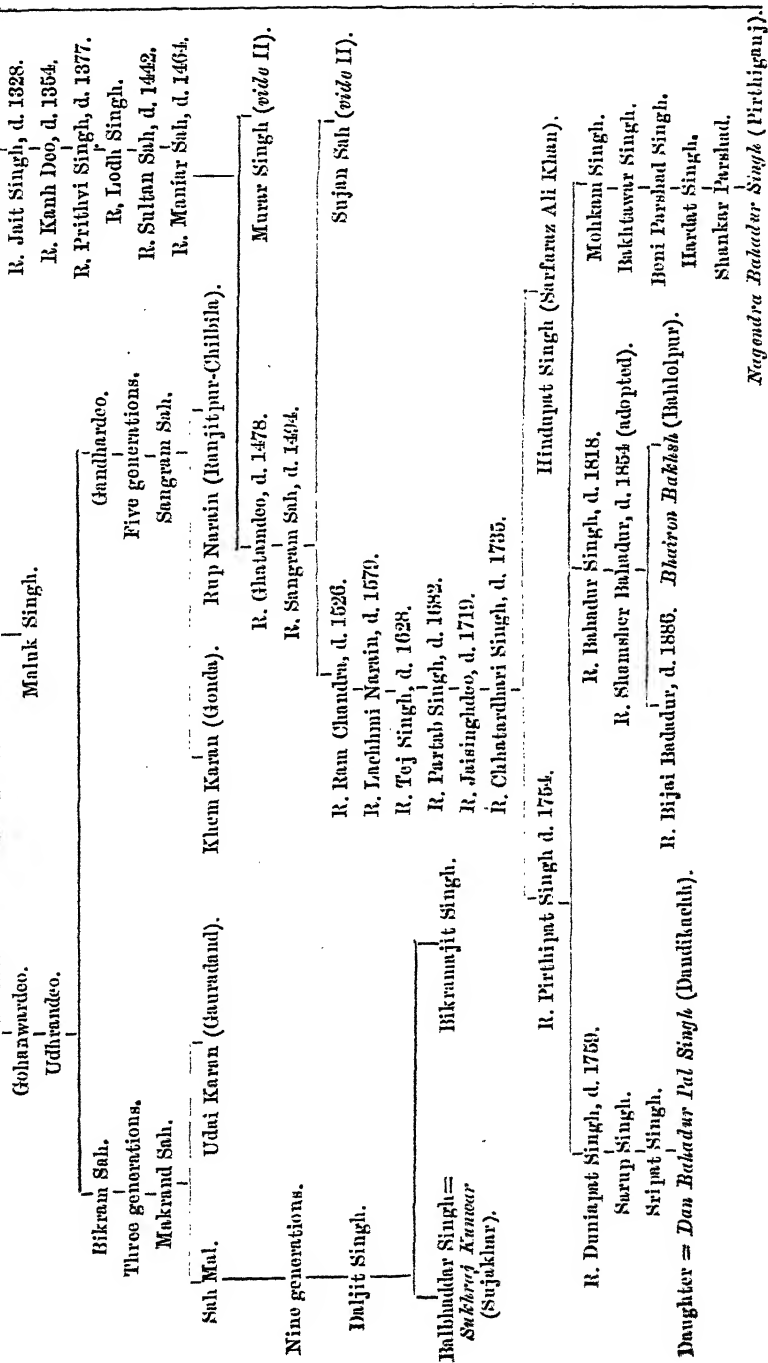 Gohanwardeo.
Udhrandeo.
Maluk Singh.
R. Jait Singh, d. 1328.
R. Kanh Deo, d. 1354.
R. Prithvi Singh, d. 1377.
R. Lodh Singh.
R. Sultan Sah, d. 1442.
R. Maniar Sah, d. 1464.
Bikram Sah.
Three generations.
Makrand Sah.
Gandhardeo.
Five generations.
Sangram Sah.
Sah Mal.
Udai Karan (Gauradand).
Khem Karan (Gonda).
Rup Narain (Ranjitpur-Chilbila).
Nine generations.
Daljit Singh.
R. Ghatamdeo, d. 1478.
Murar Singh (vide II).
R. Sangram Sah, d. 1494.
Balbhaddar Singh=
Sukhraj Kunwar
(Sujakhar).
Bikramajit Singh.
R. Ram Chandra, d. 1526.
Sujan Sah (vide II).
R. Lachhmi Narain, d. 1579.
R. Tej Singh, d. 1628.
R. Partab Singh, d. 1682.
R. Jaisinghdeo, d. 1719.
R. Chhatardhari Singh, d. 1735.
R. Pirthipat Singh d. 1754.
Hindupat Singh (Sarfaraz Ali Khan).
R. Duniapat Singh, d. 1759.
Sarup Singh.
Sripat Singh.
Daughter = Dan Bahadur Pal Singh (Dandikachh).
R. Bahadur Singh, d. 1818.
R. Shamsher Bahadur, d. 1854 (adopted).
R. Bijai Badadur, d. 1886. Bhairon Bakhsh (Bahlolpur).
Mohkam Singh.
Bakhtawar Singh.
Beni Parshad Singh.
Hardat Singh.
Shankar Parshad.
Nagendra Bahadur Singh (Pirthiganj).